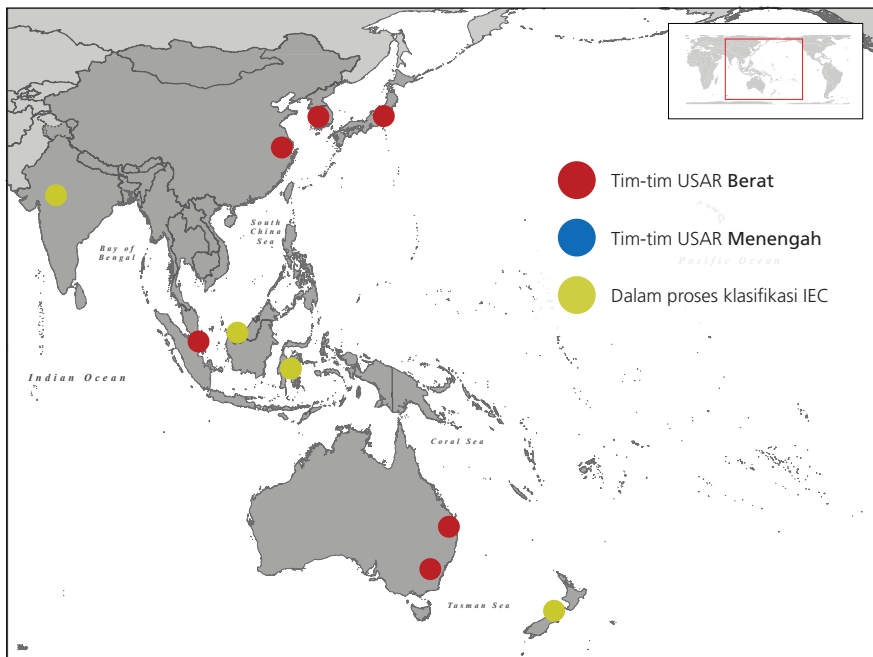 Tim-tim USAR Berat
South
China
Sea
Tim-tim USAR Menengah
Bay of
Bengal
Pacific Ocean
Dalam proses klasifikasi IEC
Indian Ocean
Coral Sea
Tasman Sea